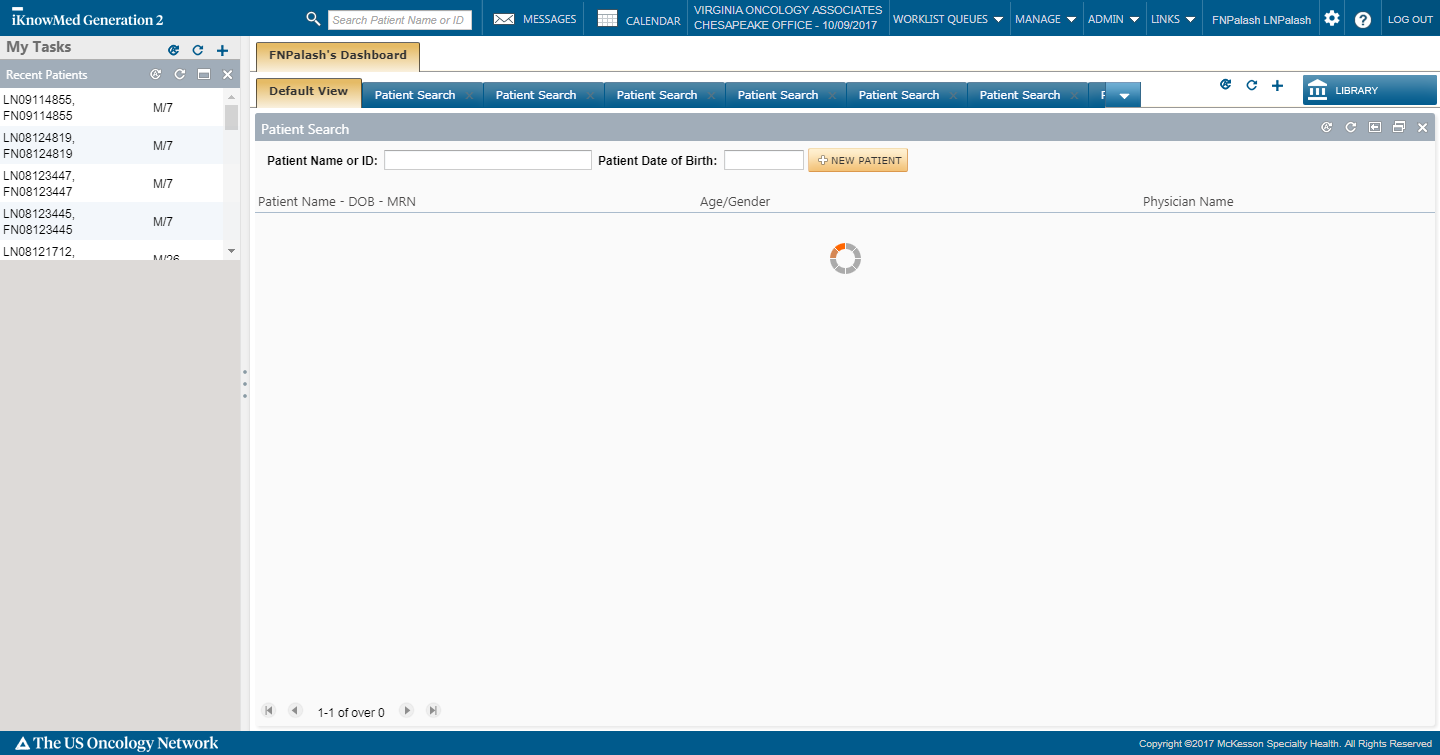 iKnowMed Generation 2
Search Patient Name or ID
MESSAGES
CALENDAR
VIRGINIA ONCOLOGY ASSOCIATES
CHESAPEAKE OFFICE - 10/09/2017
WORKLIST QUEUES
MANAGE
ADMIN
LINKS
FNPalash LNPalash
LOG OUT
My Tasks
Recent Patients
LN09114855,
FN09114855
M/7
LN08124819,
FN08124819
M/7
LN08123447,
FN08123447
M/7
LN08123445,
FN08123445
M/7
LN08121712,
M/26
FNPalash's Dashboard
Default View
Patient Search
Patient Search
Patient Search
Patient Search
Patient Search
Patient Search
LIBRARY
Patient Search
Patient Name or ID:
Patient Date of Birth:
NEW PATIENT
Patient Name - DOB - MRN
Age/Gender
Physician Name
1-1 of over 0
The US Oncology Network
Copyright ©2017 McKesson Specialty Health. All Rights Reserved